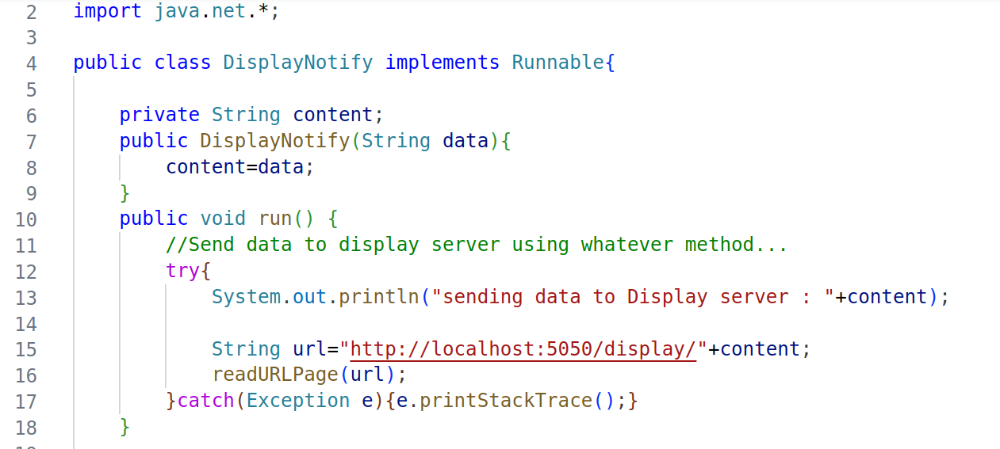 2 import java.net.*;
3
4 public class DisplayNotify implements Runnable{
5
6 private String content;
7 public DisplayNotify(String data){
8 content=data;
9 }
10 public void run() {
11 //Send data to display server using whatever method...
12 try{
13 System.out.println("sending data to Display server : "+content);
14
15 String url="http://localhost:5050/display/"+content;
16 readURLPage(url);
17 }catch(Exception e){e.printStackTrace();}
18 }